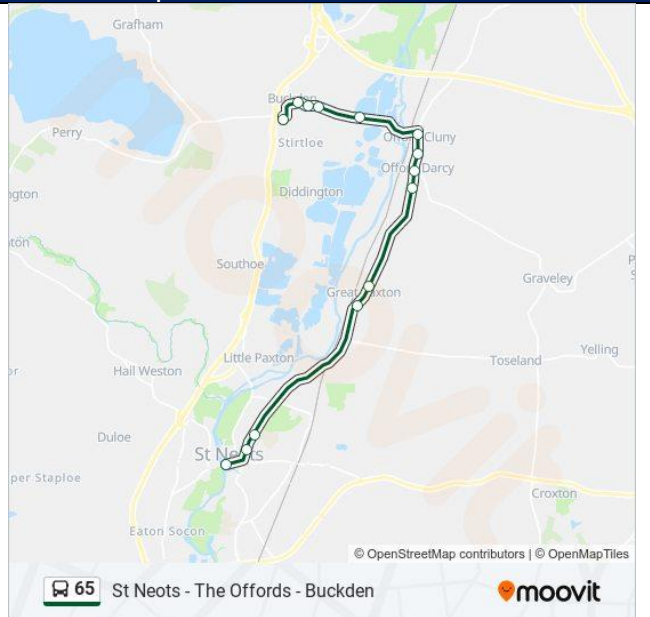 Grafham
Buckden
Perry
Stirtloe
Offord Cluny
Offord Darcy
Diddington
Southoe
Great Paxton
Graveley
Little Paxton
Toseland
Yelling
Hail Weston
Duloe
St Neots
per Staploe
Croxton
Eaton Socon
moovit
© OpenStreetMap contributors | © OpenMapTiles
65 St Neots - The Offords - Buckden
moovit